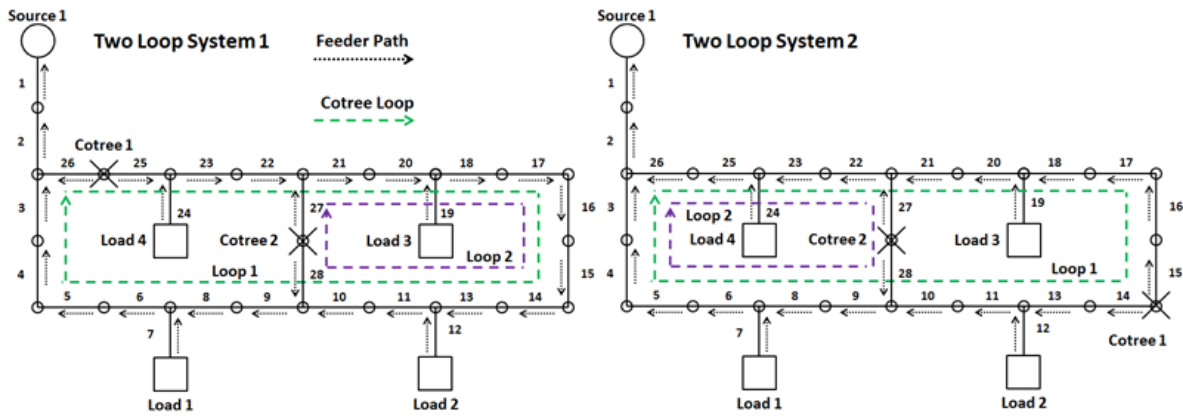 Source 1
Two Loop System 1
Feeder Path
1
Cotree Loop
2
Cotree 1
26 25 23 22 21 20 18 17
3 27 19 16
24
Load 4 Cotree 2 Load 3
Loop 2
4 Loop 1 28 15
5 6 8 9 10 11 13 14
7 12
Load 1 Load 2
Source 1
Two Loop System 2
1
2
26 25 23 22 21 20 18 17
3 27 19 16
Loop 2 24
Load 4 Cotree 2 Load 3
4 28 Loop 1 15
5 6 8 9 10 11 13 14
7 12
Cotree 1
Load 1 Load 2